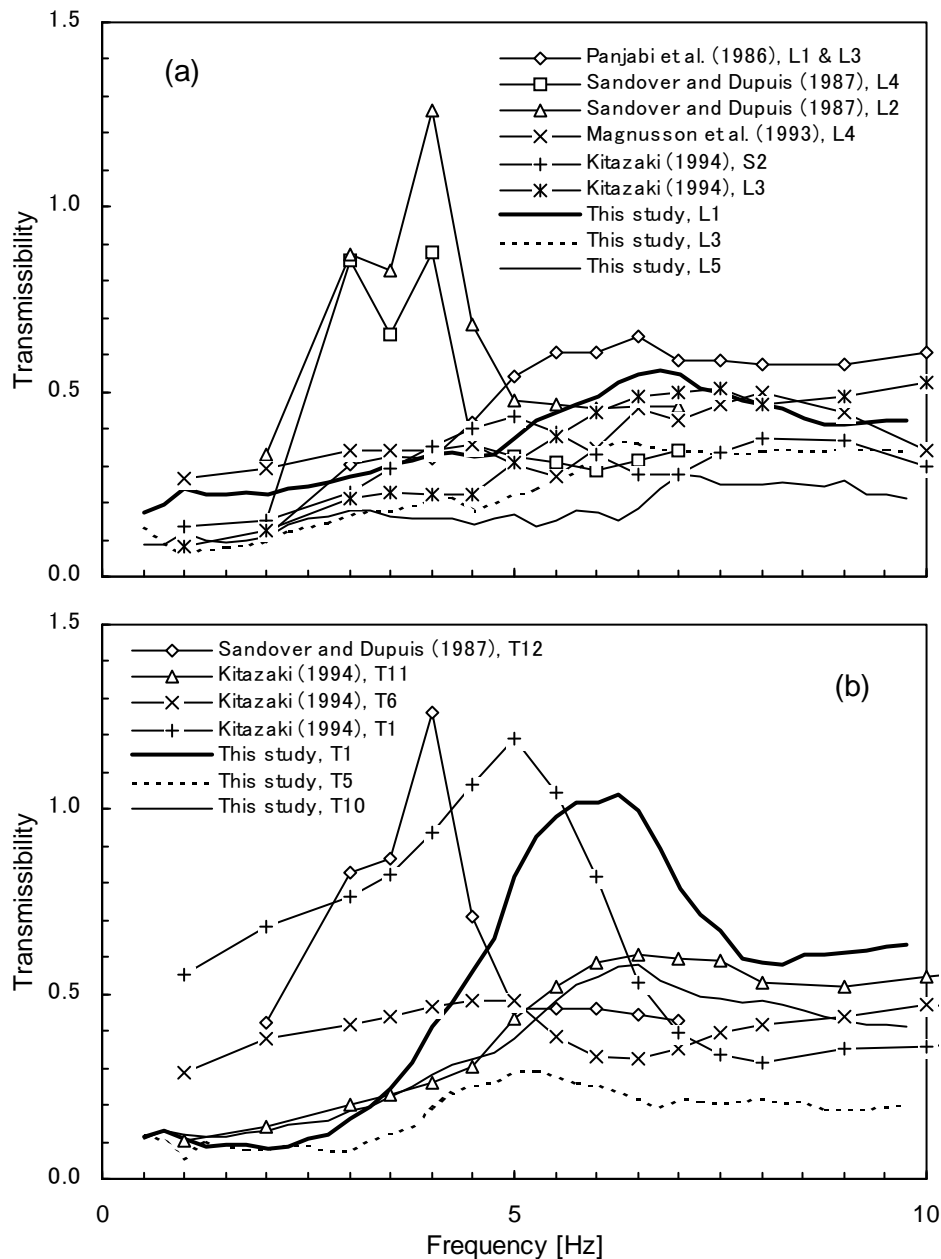 1.5
(a)
Panjabi et al. (1986), L1 & L3
Sandover and Dupuis (1987), L4
Sandover and Dupuis (1987), L2
Magnusson et al. (1993), L4
Kitazaki (1994), S2
Kitazaki (1994), L3
This study, L1
This study, L3
This study, L5
1.0
Transmissibility
0.5
0.0
1.5
Sandover and Dupuis (1987), T12
Kitazaki (1994), T11
Kitazaki (1994), T6
Kitazaki (1994), T1
This study, T1
This study, T5
This study, T10
(b)
1.0
Transmissibility
0.5
0.0
0 5 10
Frequency [Hz]